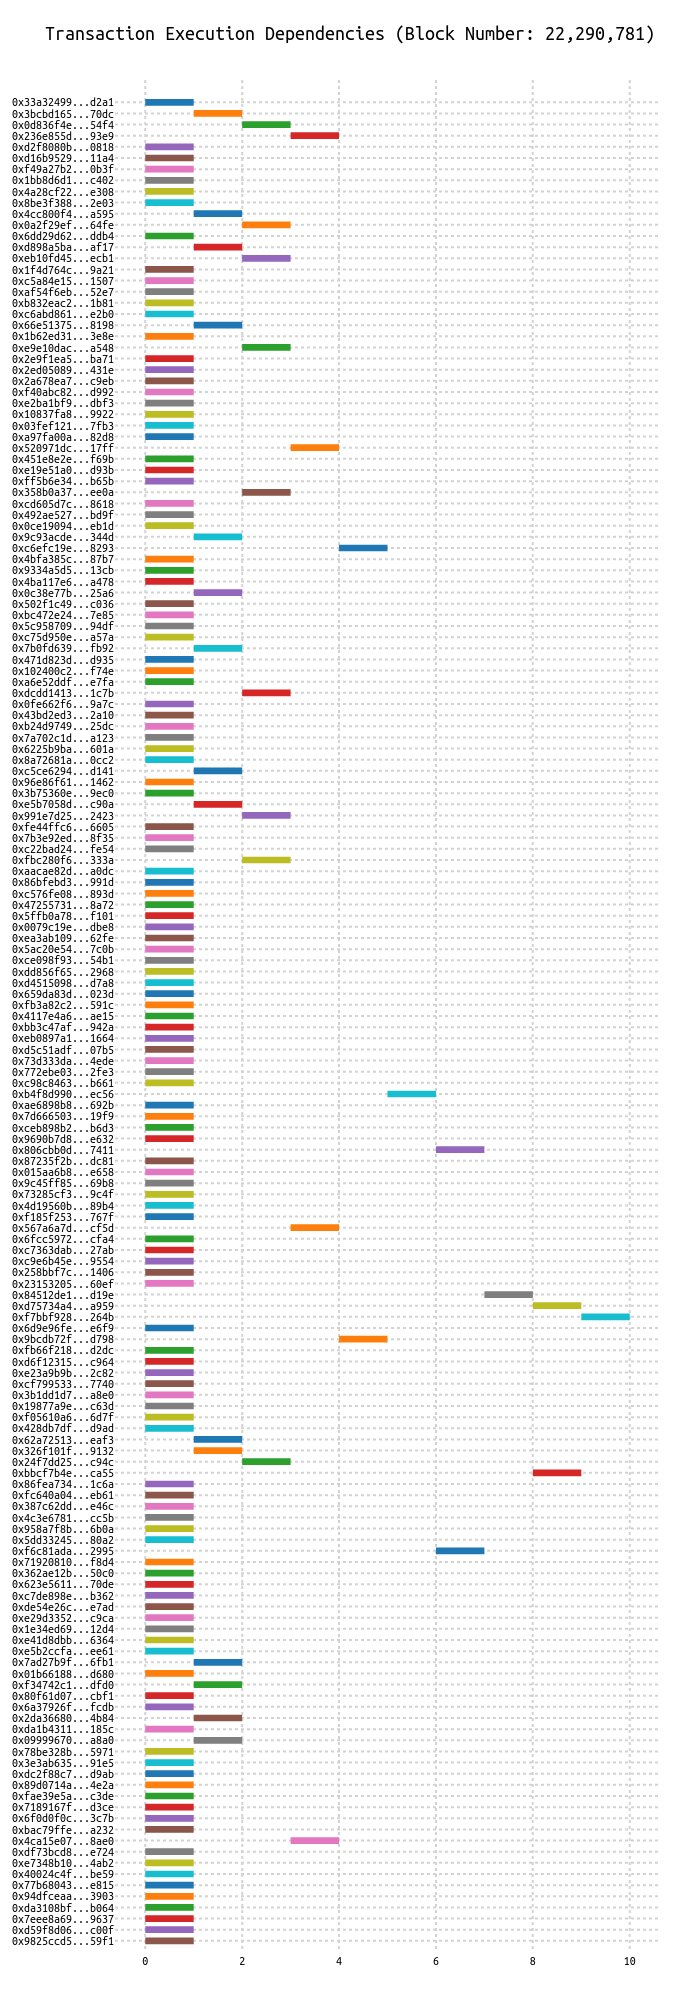 Transaction Execution Dependencies (Block Number: 22,290,781)
0x33a32499...d2a1
0x3bcbd165...70dc
0x0d836f4e...54f4
0x236e855d...93e9
0xd2f8080b...0818
0xd16b9529...11a4
0xf49a27b2...0b3f
0x1bb8d6d1...c402
0x4a28cf22...e308
0x8be3f388...2e03
0x4cc800f4...a595
0x0a2f29ef...64fe
0x6dd29d62...ddb4
0xd898a5ba...af17
0xeb10fd45...ecb1
0x1f4d764c...9a21
0xc5a84e15...1507
0xaf54f6eb...52e7
0xb832eac2...1b81
0xc6abd861...e2b0
0x66e51375...8198
0x1b62ed31...3e8e
0xe9e10dac...a548
0x2e9f1ea5...ba71
0x2ed05089...431e
0x2a678ea7...c9eb
0xf40abc82...d992
0xe2ba1bf9...dbf3
0x10837fa8...9922
0x03fef121...7fb3
0xa97fa00a...82d8
0x520971dc...17ff
0x451e8e2e...f69b
0xe19e51a0...d93b
0xff5b6e34...b65b
0x358b0a37...ee0a
0xcd605d7c...8618
0x492ae527...bd9f
0x0ce19094...eb1d
0x9c93acde...344d
0xc6efc19e...8293
0x4bfa385c...87b7
0x9334a5d5...13cb
0x4ba117e6...a478
0x0c38e77b...25a6
0x502f1c49...c036
0xbc472e24...7e85
0x5c958709...94df
0xc75d950e...a57a
0x7b0fd639...fb92
0x471d823d...d935
0x102400c2...f74e
0xa6e52ddf...e7fa
0xdcdd1413...1c7b
0x0fe662f6...9a7c
0x43bd2ed3...2a10
0xb24d9749...25dc
0x7a702c1d...a123
0x6225b9ba...601a
0x8a72681a...0cc2
0xc5ce6294...d141
0x96e86f61...1462
0x3b75360e...9ec0
0xe5b7058d...c90a
0x991e7d25...2423
0xfe44ffc6...6605
0x7b3e92ed...8f35
0xc22bad24...fe54
0xfbc280f6...333a
0xaacae82d...a0dc
0x86bfebd3...991d
0xc576fe08...893d
0x47255731...8a72
0x5ffb0a78...f101
0x0079c19e...dbe8
0xea3ab109...62fe
0x5ac20e54...7c0b
0xce098f93...54b1
0xdd856f65...2968
0xd4515098...d7a8
0x659da83d...023d
0xfb3a82c2...591c
0x4117e4a6...ae15
0xbb3c47af...942a
0xeb0897a1...1664
0xd5c51adf...07b5
0x73d333da...4ede
0x772ebe03...2fe3
0xc98c8463...b661
0xb4f8d990...ec56
0xae6898b8...692b
0x7d666503...19f9
0xceb898b2...b6d3
0x9690b7d8...e632
0x806cbb0d...7411
0x87235f2b...dc81
0x015aa6b8...e658
0x9c45ff85...69b8
0x73285cf3...9c4f
0x4d19560b...89b4
0xf185f253...767f
0x567a6a7d...cf5d
0x6fcc5972...cfa4
0xc7363dab...27ab
0xc9e6b45e...9554
0x258bbf7c...1406
0x23153205...60ef
0x84512de1...d19e
0xd75734a4...a959
0xf7bbf928...264b
0x6d9e96fe...e6f9
0x9bcdb72f...d798
0xfb66f218...d2dc
0xd6f12315...c964
0xe23a9b9b...2c82
0xcf799533...7740
0x3b1dd1d7...a8e0
0x19877a9e...c63d
0xf05610a6...6d7f
0x428db7df...d9ad
0x62a72513...eaf3
0x326f101f...9132
0x24f7dd25...c94c
0xbbcf7b4e...ca55
0x86fea734...1c6a
0xfc640a04...eb61
0x387c62dd...e46c
0x4c3e6781...cc5b
0x958a7f8b...6b0a
0x5dd33245...80a2
0xf6c81ada...2995
0x71920810...f8d4
0x362ae12b...50c0
0x623e5611...70de
0xc7de898e...b362
0xde54e26c...e7ad
0xe29d3352...c9ca
0x1e34ed69...12d4
0xe41d8dbb...6364
0xe5b2ccfa...ee61
0x7ad27b9f...6fb1
0x01b66188...d680
0xf34742c1...dfd0
0x80f61d07...cbf1
0x6a37926f...fcdb
0x2da36680...4b84
0xda1b4311...185c
0x09999670...a8a0
0x78be328b...5971
0x3e3ab635...91e5
0xdc2f88c7...d9ab
0x89d0714a...4e2a
0xfae39e5a...c3de
0x7189167f...d3ce
0x6f0d0f0c...3c7b
0xbac79ffe...a232
0x4ca15e07...8ae0
0xdf73bcd8...e724
0xe7348b10...4ab2
0x40024c4f...be59
0x77b68043...e815
0x94dfceaa...3903
0xda3108bf...b064
0x7eee8a69...9637
0xd59f8d06...c00f
0x9825ccd5...59f1
0 2 4 6 8 10